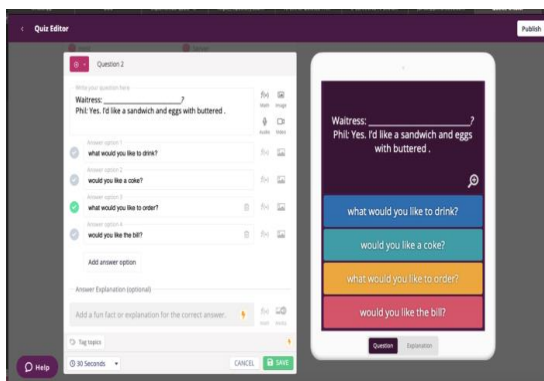 Quiz Editor
Publish
Question 2
Write your question here
Waitress: ____________________?
Phil: Yes. I'd like a sandwich and eggs with buttered .
Math
Image
Audio
Video
Answer option 1
what would you like to drink?
Answer option 2
would you like a coke?
Answer option 3
what would you like to order?
Answer option 4
would you like the bill?
Add answer option
Answer Explanation (optional)
Add a fun fact or explanation for the correct answer.
Tag topics
30 Seconds
CANCEL
SAVE
Help
Waitress: ____________________?
Phil: Yes. I'd like a sandwich and eggs
with buttered .
what would you like to drink?
would you like a coke?
what would you like to order?
would you like the bill?
Question
Explanation